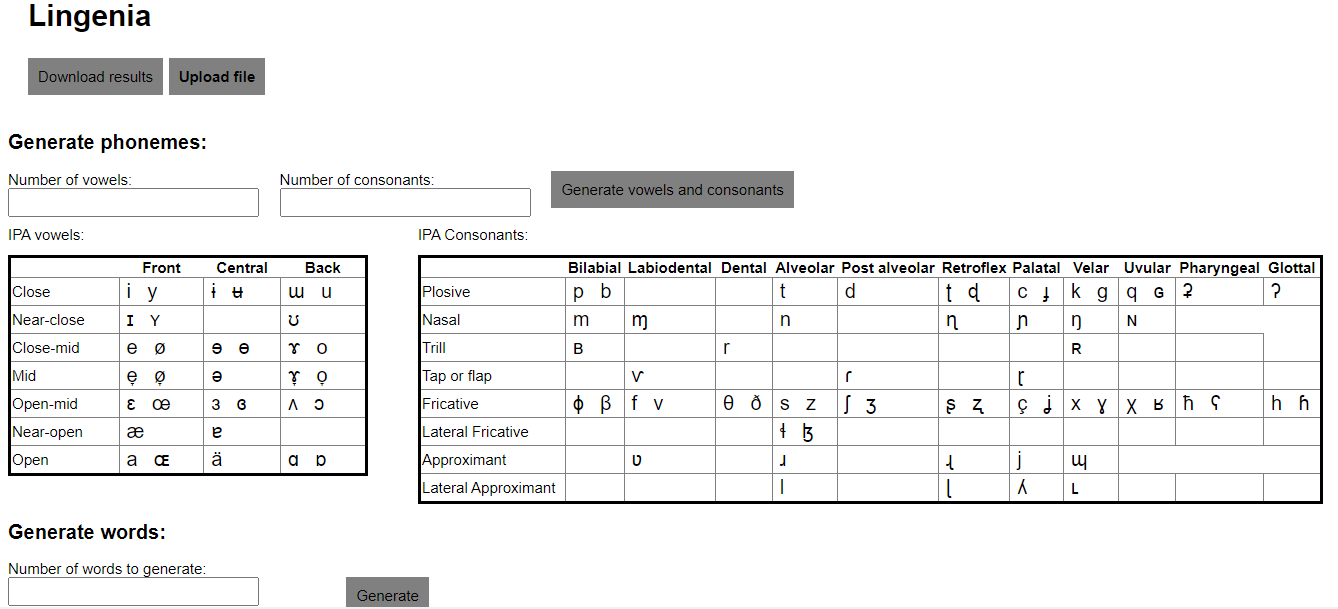 Lingenia
Download results Upload file
Generate phonemes:
Number of vowels: Number of consonants: Generate vowels and consonants
IPA vowels:
Front Central Back
Close i y ɨ ʉ ɯ u
Near-close ɪ ʏ ʊ
Close-mid e ø ɘ ɵ ɤ o
Mid e̞ ø̞ ə ɤ̞ o̞
Open-mid ɛ œ ɜ ɞ ʌ ɔ
Near-open æ ɐ
Open a ɶ ä ɑ ɒ
IPA Consonants:
Bilabial Labiodental Dental Alveolar Post alveolar Retroflex Palatal Velar Uvular Pharyngeal Glottal
Plosive p b t d ʈ ɖ c ɟ k g q ɢ ʡ ʔ
Nasal m ɱ n ɳ ɲ ŋ ɴ
Trill ʙ r ʀ
Tap or flap ⱱ ɾ ɽ
Fricative ɸ β f v θ ð s z ʃ ʒ ʂ ʐ ç ʝ x ɣ χ ʁ ħ ʕ h ɦ
Lateral Fricative ɬ ɮ
Approximant ʋ ɹ ɻ j ɰ
Lateral Approximant l ɭ ʎ ʟ
Generate words:
Number of words to generate:
Generate